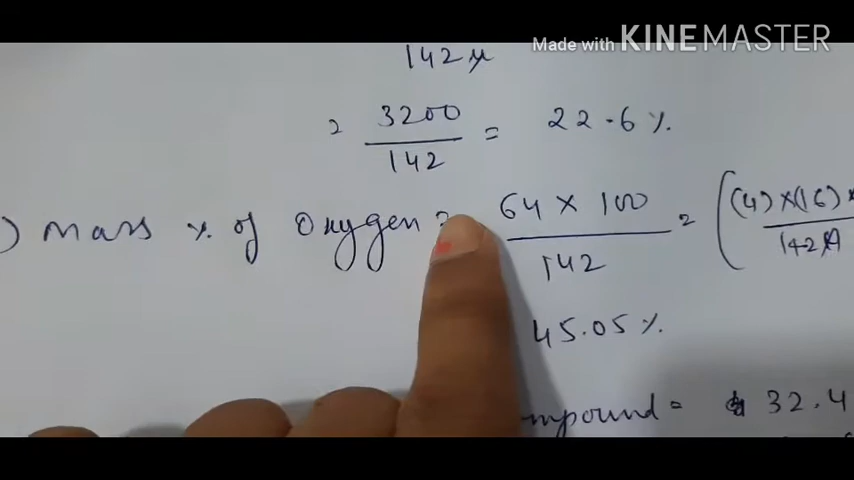 Made with KINEMASTER
142
3200
= 22.6 %
142
) mass % of Oxygen = 64 × 100 = ((4)×(16)×
142
142
45.05 %
mpound = 32.4